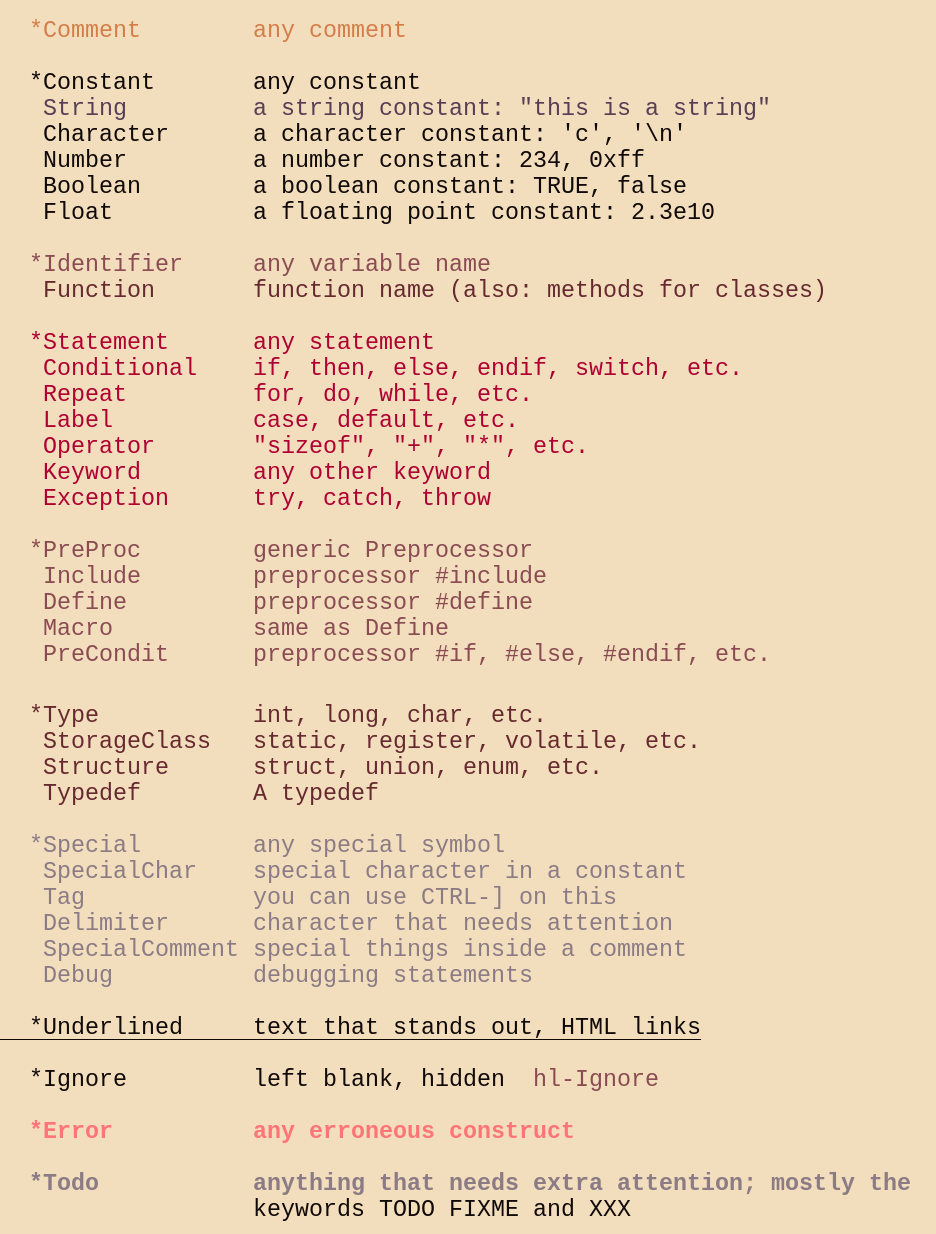 *Comment        any comment
*Constant       any constant
 String         a string constant: "this is a string"
 Character      a character constant: 'c', '\n'
 Number         a number constant: 234, 0xff
 Boolean        a boolean constant: TRUE, false
 Float          a floating point constant: 2.3e10
*Identifier     any variable name
 Function       function name (also: methods for classes)
*Statement      any statement
 Conditional    if, then, else, endif, switch, etc.
 Repeat         for, do, while, etc.
 Label          case, default, etc.
 Operator       "sizeof", "+", "*", etc.
 Keyword        any other keyword
 Exception      try, catch, throw
*PreProc        generic Preprocessor
 Include        preprocessor #include
 Define         preprocessor #define
 Macro          same as Define
 PreCondit      preprocessor #if, #else, #endif, etc.
*Type           int, long, char, etc.
 StorageClass   static, register, volatile, etc.
 Structure      struct, union, enum, etc.
 Typedef        A typedef
*Special        any special symbol
 SpecialChar    special character in a constant
 Tag            you can use CTRL-] on this
 Delimiter      character that needs attention
 SpecialComment special things inside a comment
 Debug          debugging statements
*Underlined     text that stands out, HTML links
*Ignore         left blank, hidden  hl-Ignore
*Error          any erroneous construct
*Todo           anything that needs extra attention; mostly the
                keywords TODO FIXME and XXX